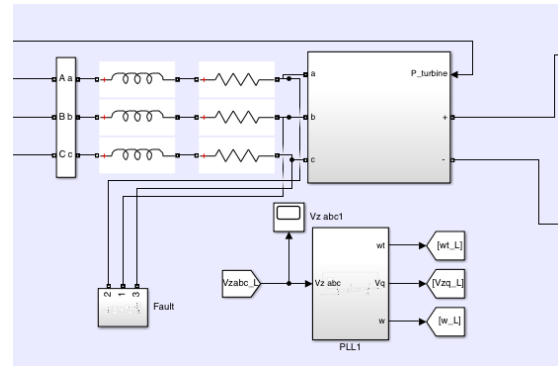 A a
B b
C c
a
b
c
P_turbine
+
-
2
1
3
Fault
Vz abc1
Vzabc_L
Vz abc
wt
Vq
w
PLL1
[wt_L]
[Vzq_L]
[w_L]